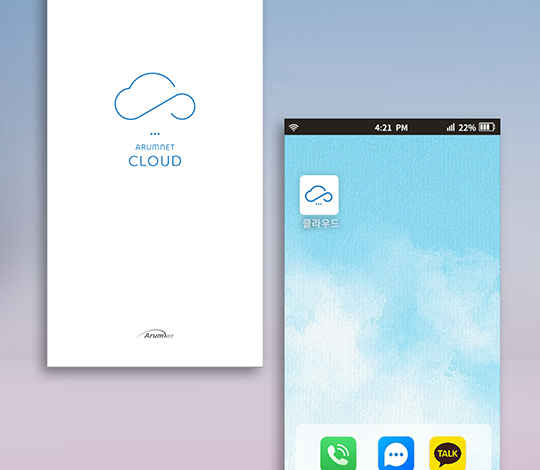 ARUMNET
CLOUD
ArumNet
4:21 PM
22%
클라우드
TALK